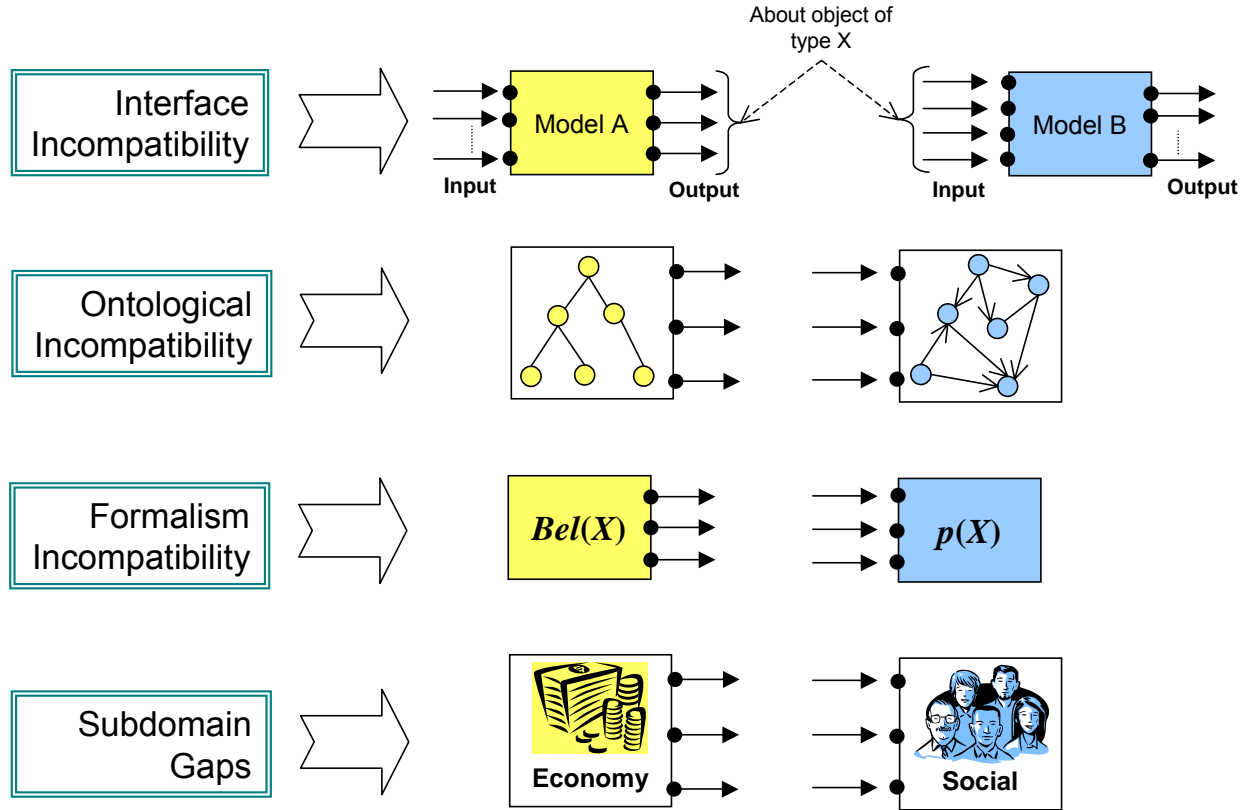 About object of
type X
Interface
Incompatibility
Model A
Model B
Input
Output
Input
Output
Ontological
Incompatibility
Formalism
Incompatibility
Bel(X)
p(X)
Subdomain
Gaps
Economy
Social